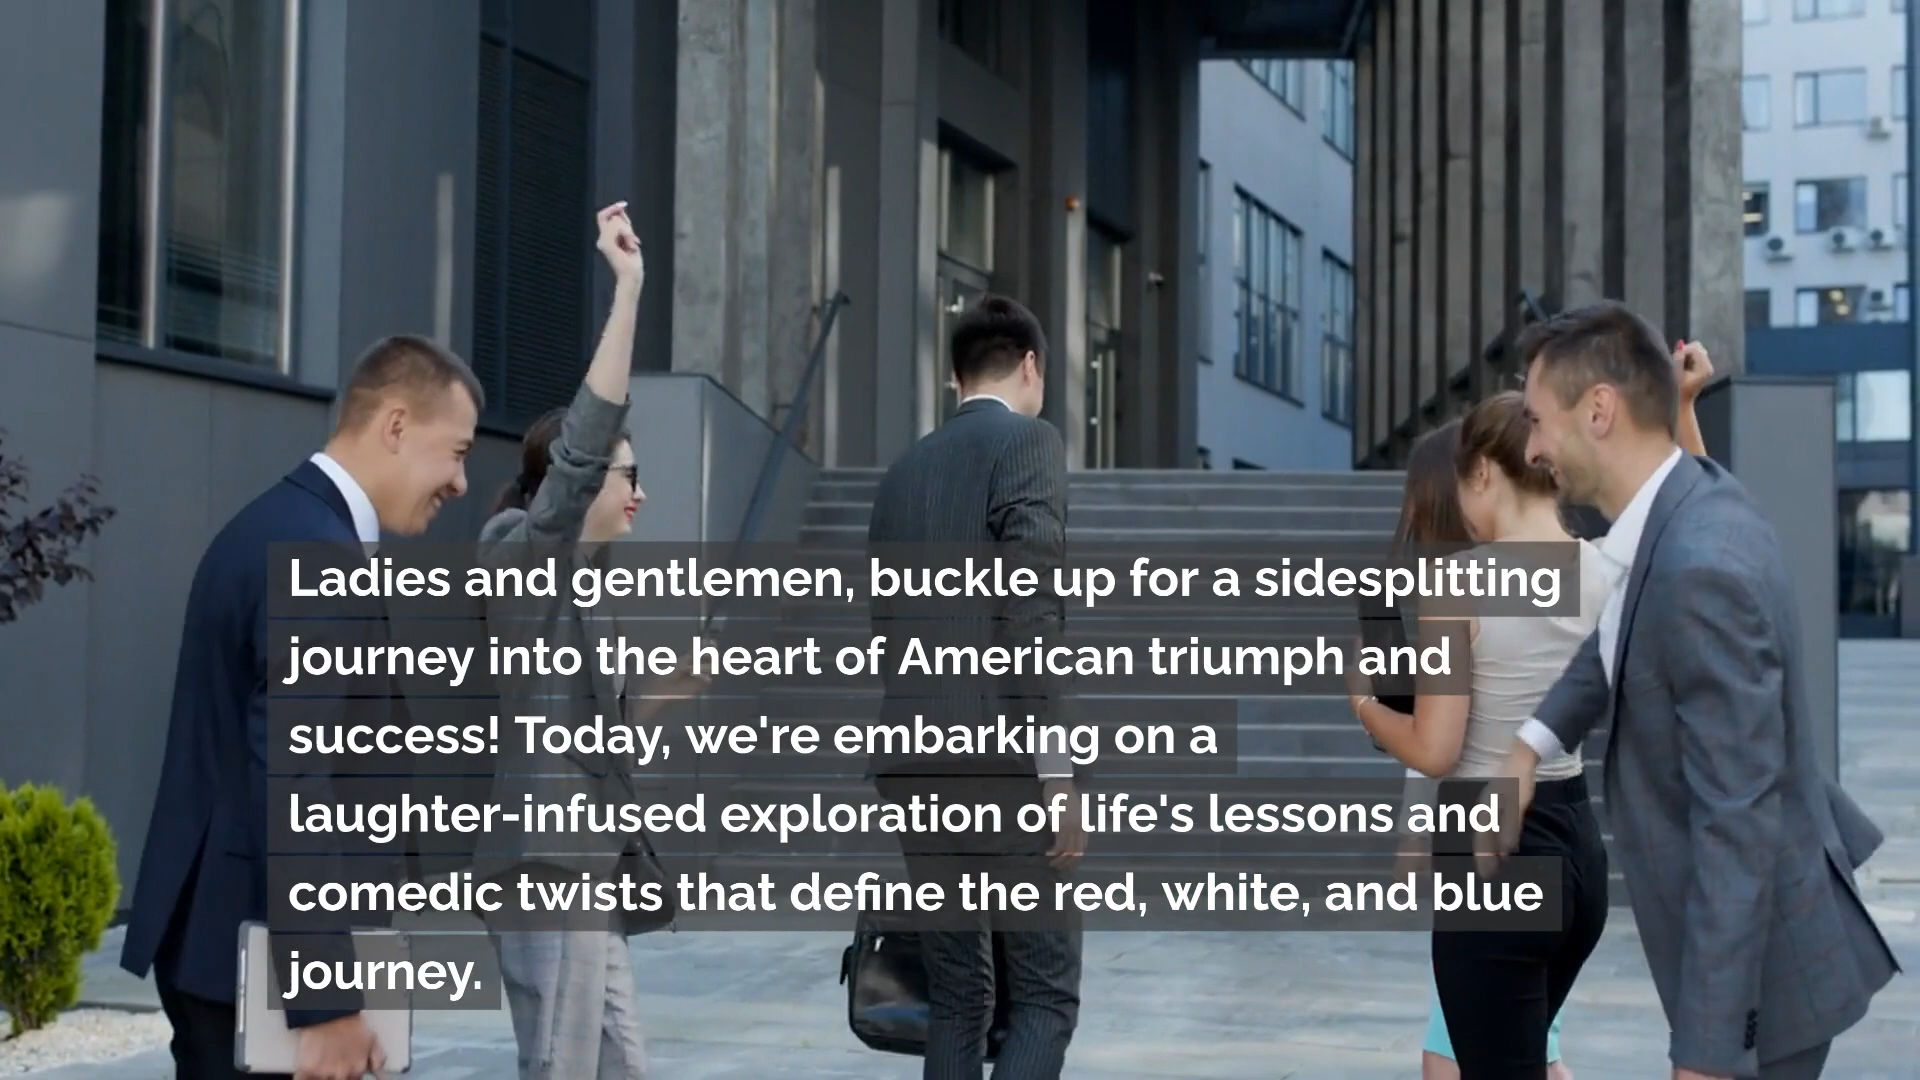 Ladies and gentlemen, buckle up for a sidesplitting
journey into the heart of American triumph and
success! Today, we're embarking on a
laughter-infused exploration of life's lessons and
comedic twists that define the red, white, and blue
journey.